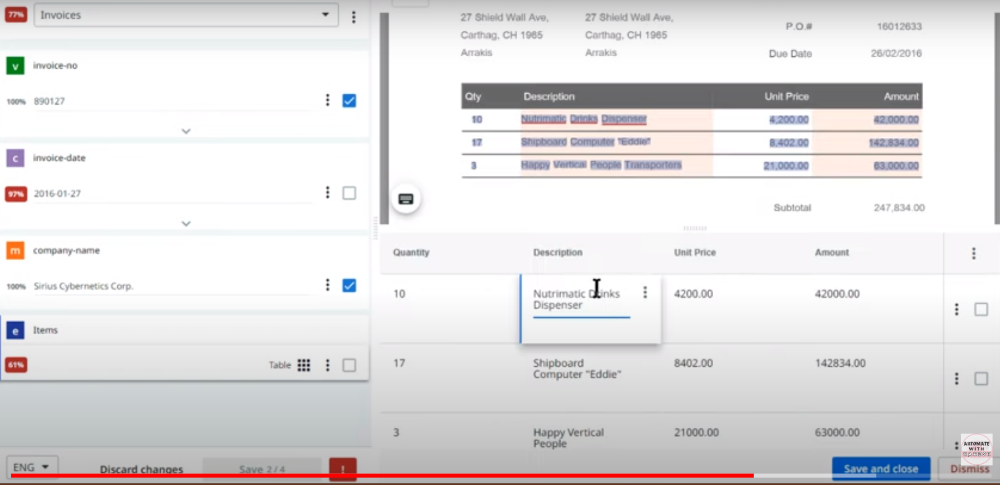 77% Invoices
v invoice-no
100% 890127
c invoice-date
97% 2016-01-27
m company-name
100% Sirius Cybernetics Corp.
e Items
61% Table
ENG Discard changes Save 2 / 4 !
27 Shield Wall Ave, 27 Shield Wall Ave,
Carthag, CH 1965 Carthag, CH 1965
Arrakis Arrakis
P.O.# 16012633
Due Date 26/02/2016
Qty Description Unit Price Amount
10 Nutrimatic Drinks Dispenser 4,200.00 42,000.00
17 Shipboard Computer "Eddie" 8,402.00 142,834.00
3 Happy Vertical People Transporters 21,000.00 63,000.00
Subtotal 247,834.00
Quantity Description Unit Price Amount
10 Nutrimatic Drinks 4200.00 42000.00
Dispenser
17 Shipboard 8402.00 142834.00
Computer "Eddie"
3 Happy Vertical 21000.00 63000.00
People
Save and close Dismiss
AUTOMATE
WITH
RAKESH